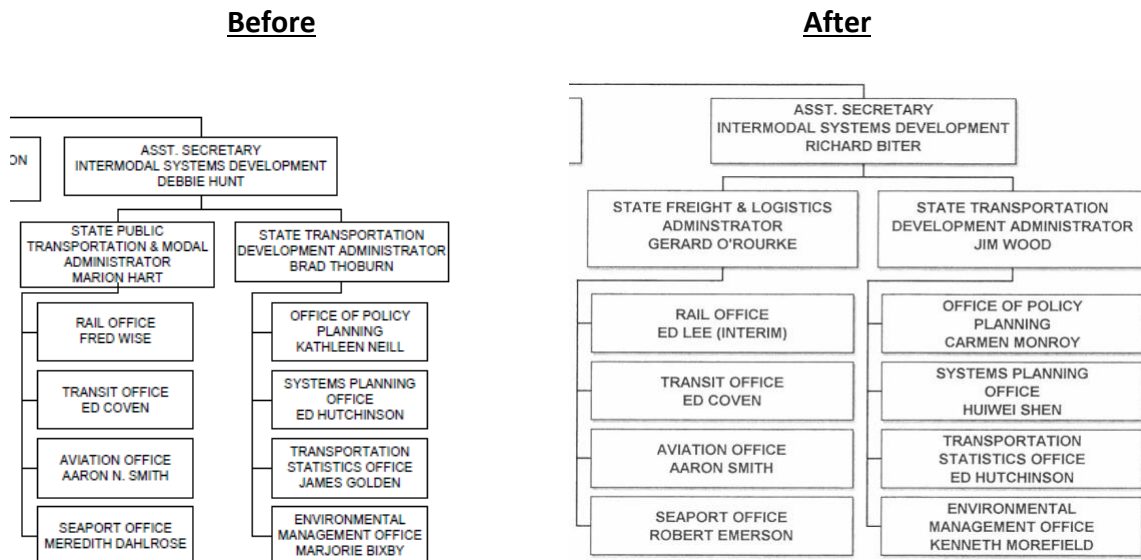 Before
ON
ASST. SECRETARY
INTERMODAL SYSTEMS DEVELOPMENT
DEBBIE HUNT
STATE PUBLIC
TRANSPORTATION & MODAL
ADMINISTRATOR
MARION HART
STATE TRANSPORTATION
DEVELOPMENT ADMINISTRATOR
BRAD THOBURN
RAIL OFFICE
FRED WISE
OFFICE OF POLICY
PLANNING
KATHLEEN NEILL
TRANSIT OFFICE
ED COVEN
SYSTEMS PLANNING
OFFICE
ED HUTCHINSON
AVIATION OFFICE
AARON N. SMITH
TRANSPORTATION
STATISTICS OFFICE
JAMES GOLDEN
SEAPORT OFFICE
MEREDITH DAHLROSE
ENVIRONMENTAL
MANAGEMENT OFFICE
MARJORIE BIXBY
After
ASST. SECRETARY
INTERMODAL SYSTEMS DEVELOPMENT
RICHARD BITER
STATE FREIGHT & LOGISTICS
ADMINSTRATOR
GERARD O'ROURKE
STATE TRANSPORTATION
DEVELOPMENT ADMINISTRATOR
JIM WOOD
RAIL OFFICE
ED LEE (INTERIM)
OFFICE OF POLICY
PLANNING
CARMEN MONROY
TRANSIT OFFICE
ED COVEN
SYSTEMS PLANNING
OFFICE
HUIWEI SHEN
AVIATION OFFICE
AARON SMITH
TRANSPORTATION
STATISTICS OFFICE
ED HUTCHINSON
SEAPORT OFFICE
ROBERT EMERSON
ENVIRONMENTAL
MANAGEMENT OFFICE
KENNETH MOREFIELD